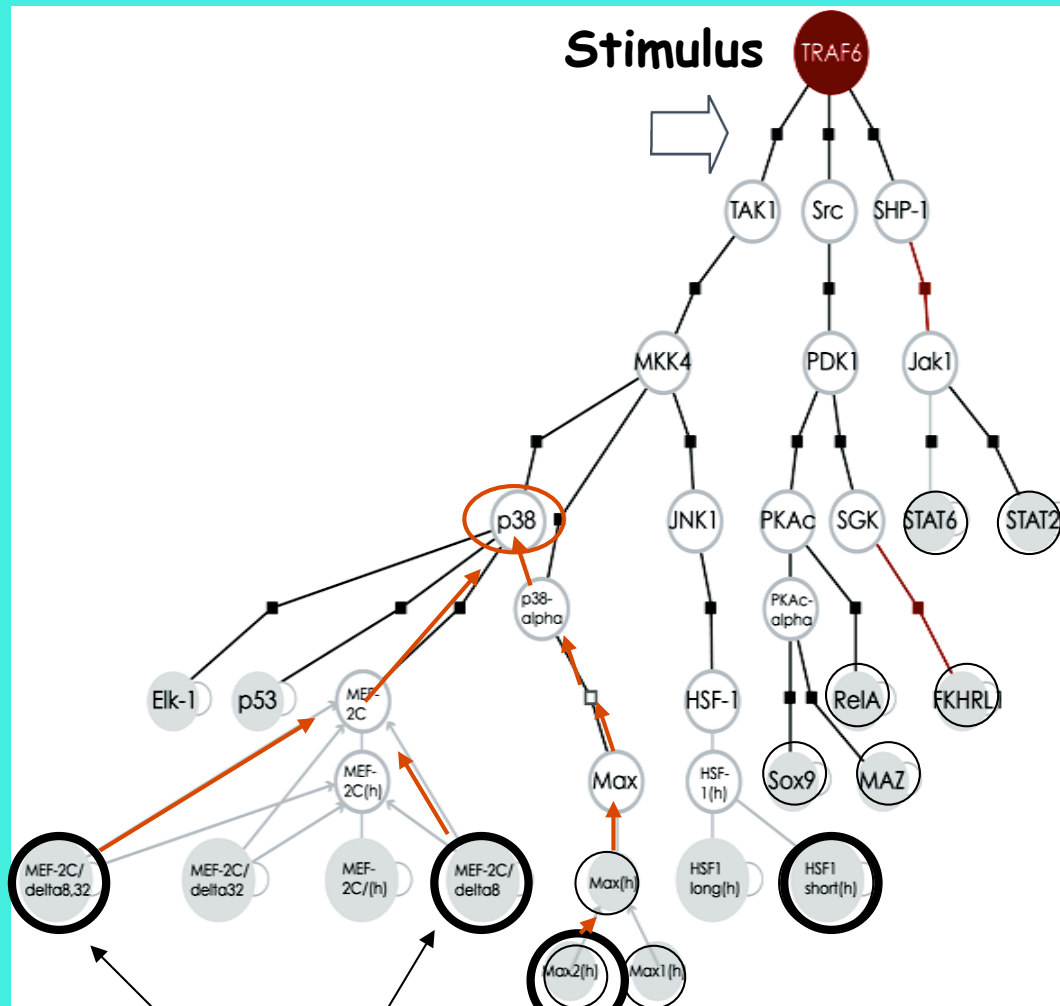 Stimulus
TRAF6
TAK1
Src
SHP-1
MKK4
PDK1
Jak1
p38
JNK1
PKAc
SGK
STAT6
STAT2
p38-
alpha
PKAc-
alpha
Elk-1
p53
MEF-
2C
HSF-1
RelA
FKHRL1
MEF-
2C(h)
Max
HSF-
1(h)
Sox9
MAZ
MEF-2C/
delta8,32
MEF-2C/
delta32
MEF-
2C/(h)
MEF-2C/
delta8
Max(h)
HSF1
long(h)
HSF1
short(h)
Max2(h)
Max1(h)